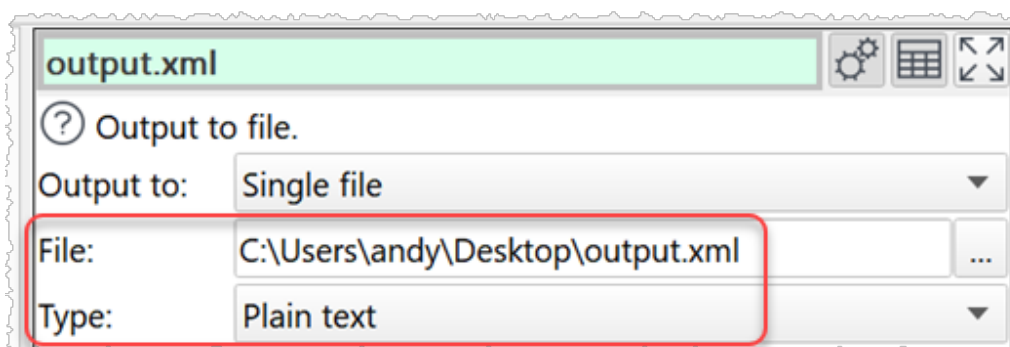 output.xml
? Output to file.
Output to: Single file
File: C:\Users\andy\Desktop\output.xml ...
Type: Plain text